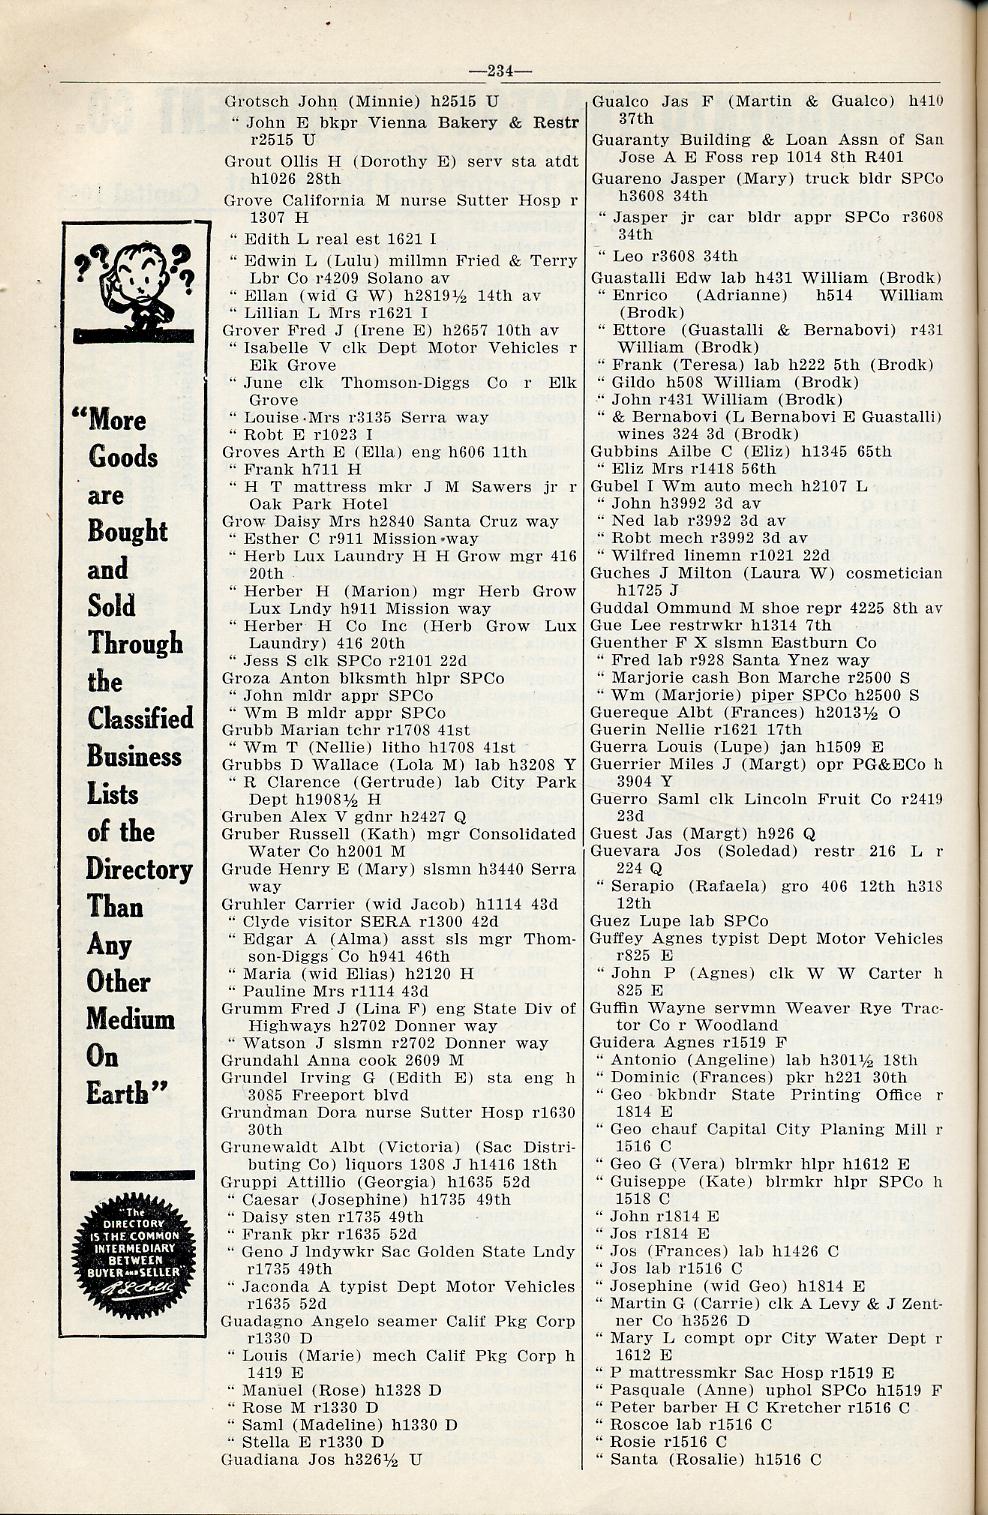 —234—
“More
Goods
are
Bought
and
Sold
Through
the
Classified
Business
Lists
of the
Directory
Than
Any
Other
Medium
On
Earth”
"The
DIRECTORY
IS THE COMMON
INTERMEDIARY
BETWEEN
BUYER AND SELLER"
Grotsch John (Minnie) h2515 U
“ John E bkpr Vienna Bakery & Restr
r2515 U
Grout Ollis H (Dorothy E) serv sta atdt
h1026 28th
Grove California M nurse Sutter Hosp r
1307 H
“ Edith L real est 1621 I
“ Edwin L (Lulu) millmn Fried & Terry
Lbr Co r4209 Solano av
“ Ellan (wid G W) h2819½ 14th av
“ Lillian L Mrs r1621 I
Grover Fred J (Irene E) h2657 10th av
“ Isabelle V clk Dept Motor Vehicles r
Elk Grove
“ June clk Thomson-Diggs Co r Elk
Grove
“ Louise Mrs r3135 Serra way
“ Robt E r1023 I
Groves Arth E (Ella) eng h606 11th
“ Frank h711 H
“ H T mattress mkr J M Sawers jr r
Oak Park Hotel
Grow Daisy Mrs h2840 Santa Cruz way
“ Esther C r911 Mission way
“ Herb Lux Laundry H H Grow mgr 416
20th
“ Herber H (Marion) mgr Herb Grow
Lux Lndy h911 Mission way
“ Herber H Co Inc (Herb Grow Lux
Laundry) 416 20th
“ Jess S clk SPCo r2101 22d
Groza Anton blksmth hlpr SPCo
“ John mldr appr SPCo
“ Wm B mldr appr SPCo
Grubb Marian tchr r1708 41st
“ Wm T (Nellie) litho h1708 41st
Grubbs D Wallace (Lola M) lab h3208 Y
“ R Clarence (Gertrude) lab City Park
Dept h1908½ H
Gruben Alex V gdnr h2427 Q
Gruber Russell (Kath) mgr Consolidated
Water Co h2001 M
Grude Henry E (Mary) slsmn h3440 Serra
way
Gruhler Carrier (wid Jacob) h1114 43d
“ Clyde visitor SERA r1300 42d
“ Edgar A (Alma) asst sls mgr Thom-
son-Diggs Co h941 46th
“ Maria (wid Elias) h2120 H
“ Pauline Mrs r1114 43d
Grumm Fred J (Lina F) eng State Div of
Highways h2702 Donner way
“ Watson J slsmn r2702 Donner way
Grundahl Anna cook 2609 M
Grundel Irving G (Edith E) sta eng h
3085 Freeport blvd
Grundman Dora nurse Sutter Hosp r1630
30th
Grunewaldt Albt (Victoria) (Sac Distri-
buting Co) liquors 1308 J h1416 18th
Gruppi Attillio (Georgia) h1635 52d
“ Caesar (Josephine) h1735 49th
“ Daisy sten r1735 49th
“ Frank pkr r1635 52d
“ Geno J lndywkr Sac Golden State Lndy
r1735 49th
“ Jaconda A typist Dept Motor Vehicles
r1635 52d
Guadagno Angelo seamer Calif Pkg Corp
r1330 D
“ Louis (Marie) mech Calif Pkg Corp h
1419 E
“ Manuel (Rose) h1328 D
“ Rose M r1330 D
“ Saml (Madeline) h1330 D
“ Stella E r1330 D
Guadiana Jos h326½ U
Gualco Jas F (Martin & Gualco) h410
37th
Guaranty Building & Loan Assn of San
Jose A E Foss rep 1014 8th R401
Guareno Jasper (Mary) truck bldr SPCo
h3608 34th
“ Jasper jr car bldr appr SPCo r3608
34th
“ Leo r3608 34th
Guastalli Edw lab h431 William (Brodk)
“ Enrico (Adrianne) h514 William
(Brodk)
“ Ettore (Guastalli & Bernabovi) r431
William (Brodk)
“ Frank (Teresa) lab h222 5th (Brodk)
“ Gildo h508 William (Brodk)
“ John r431 William (Brodk)
“ & Bernabovi (L Bernabovi E Guastalli)
wines 324 3d (Brodk)
Gubbins Ailbe C (Eliz) h1345 65th
“ Eliz Mrs r1418 56th
Gubel I Wm auto mech h2107 L
“ John h3992 3d av
“ Ned lab r3992 3d av
“ Robt mech r3992 3d av
“ Wilfred linemn r1021 22d
Guches J Milton (Laura W) cosmetician
h1725 J
Guddal Ommund M shoe repr 4225 8th av
Gue Lee restrwkr h1314 7th
Guenther F X slsmn Eastburn Co
“ Fred lab r928 Santa Ynez way
“ Marjorie cash Bon Marche r2500 S
“ Wm (Marjorie) piper SPCo h2500 S
Guereque Albt (Frances) h2013½ O
Guerin Nellie r1621 17th
Guerra Louis (Lupe) jan h1509 E
Guerrier Miles J (Margt) opr PG&ECo h
3904 Y
Guerro Saml clk Lincoln Fruit Co r2419
23d
Guest Jas (Margt) h926 Q
Guevara Jos (Soledad) restr 216 L r
224 Q
“ Serapio (Rafaela) gro 406 12th h318
12th
Guez Lupe lab SPCo
Guffey Agnes typist Dept Motor Vehicles
r825 E
“ John P (Agnes) clk W W Carter h
825 E
Guffin Wayne servmn Weaver Rye Trac-
tor Co r Woodland
Guidera Agnes r1519 F
“ Antonio (Angeline) lab h301½ 18th
“ Dominic (Frances) pkr h221 30th
“ Geo bkbndr State Printing Office r
1814 E
“ Geo chauf Capital City Planing Mill r
1516 C
“ Geo G (Vera) blrmkr hlpr h1612 E
“ Guiseppe (Kate) blrmkr hlpr SPCo h
1518 C
“ John r1814 E
“ Jos r1814 E
“ Jos (Frances) lab h1426 C
“ Jos lab r1516 C
“ Josephine (wid Geo) h1814 E
“ Martin G (Carrie) clk A Levy & J Zent-
ner Co h3526 D
“ Mary L compt opr City Water Dept r
1612 E
“ P mattressmkr Sac Hosp r1519 E
“ Pasquale (Anne) uphol SPCo h1519 F
“ Peter barber H C Kretcher r1516 C
“ Roscoe lab r1516 C
“ Rosie r1516 C
“ Santa (Rosalie) h1516 C